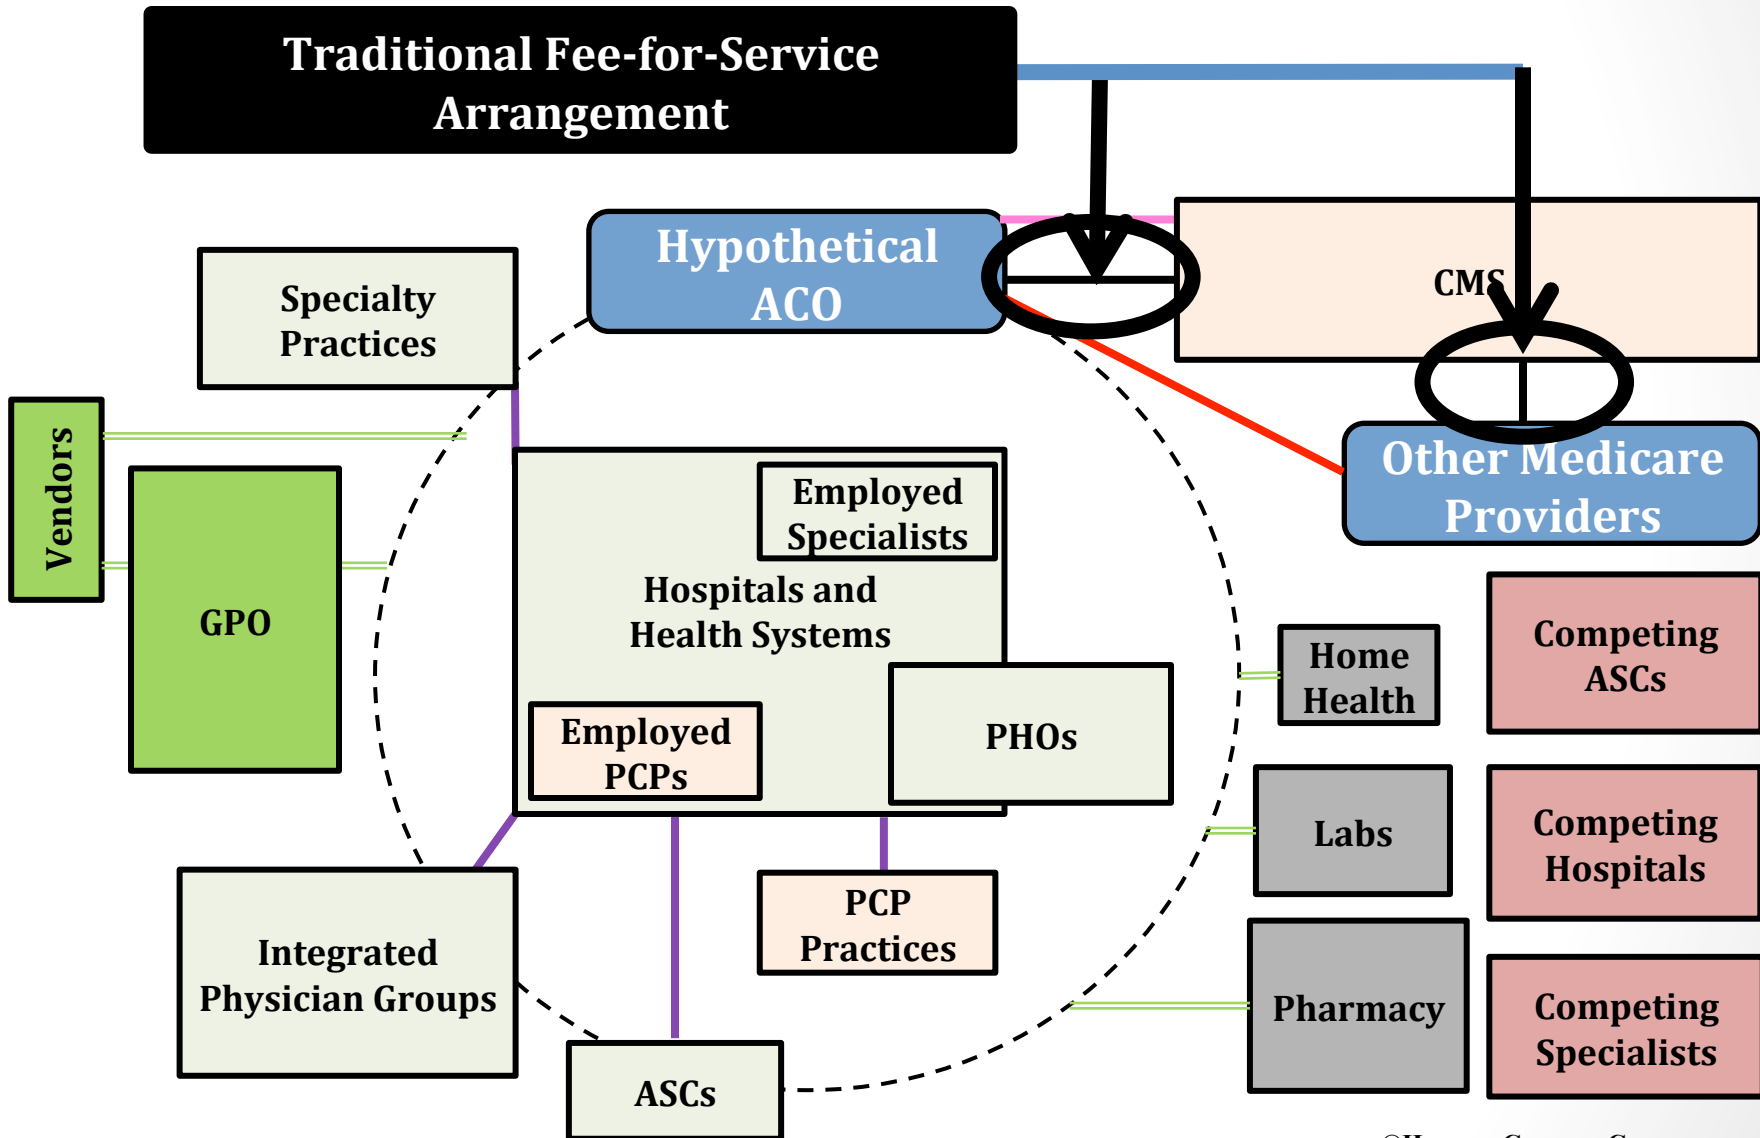 Traditional Fee-for-Service
Arrangement
Hypothetical
ACO
CMS
Specialty
Practices
Vendors
GPO
Employed
Specialists
Hospitals and
Health Systems
Employed
PCPs
PHOs
Other Medicare
Providers
Home
Health
Competing
ASCs
Labs
Competing
Hospitals
Integrated
Physician Groups
PCP
Practices
Pharmacy
Competing
Specialists
ASCs